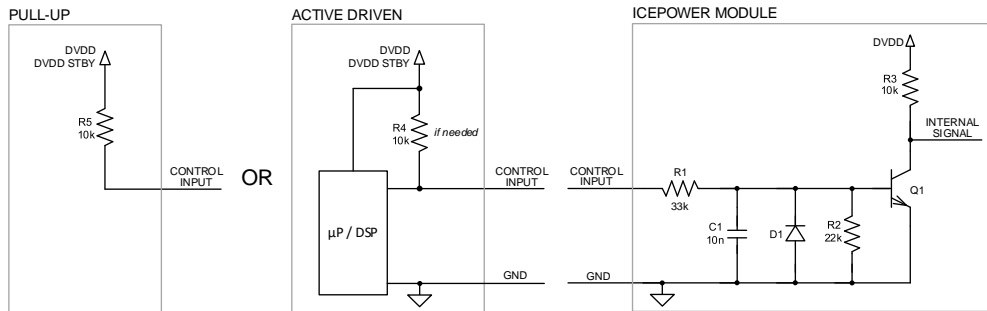 PULL-UP
DVDD
DVDD STBY
R5
10k
CONTROL
INPUT
OR
ACTIVE DRIVEN
DVDD
DVDD STBY
R4
10k
if needed
CONTROL
INPUT
µP / DSP
GND
ICEPOWER MODULE
DVDD
R3
10k
INTERNAL
SIGNAL
CONTROL
INPUT
R1
33k
Q1
C1
10n
D1
R2
22k
GND